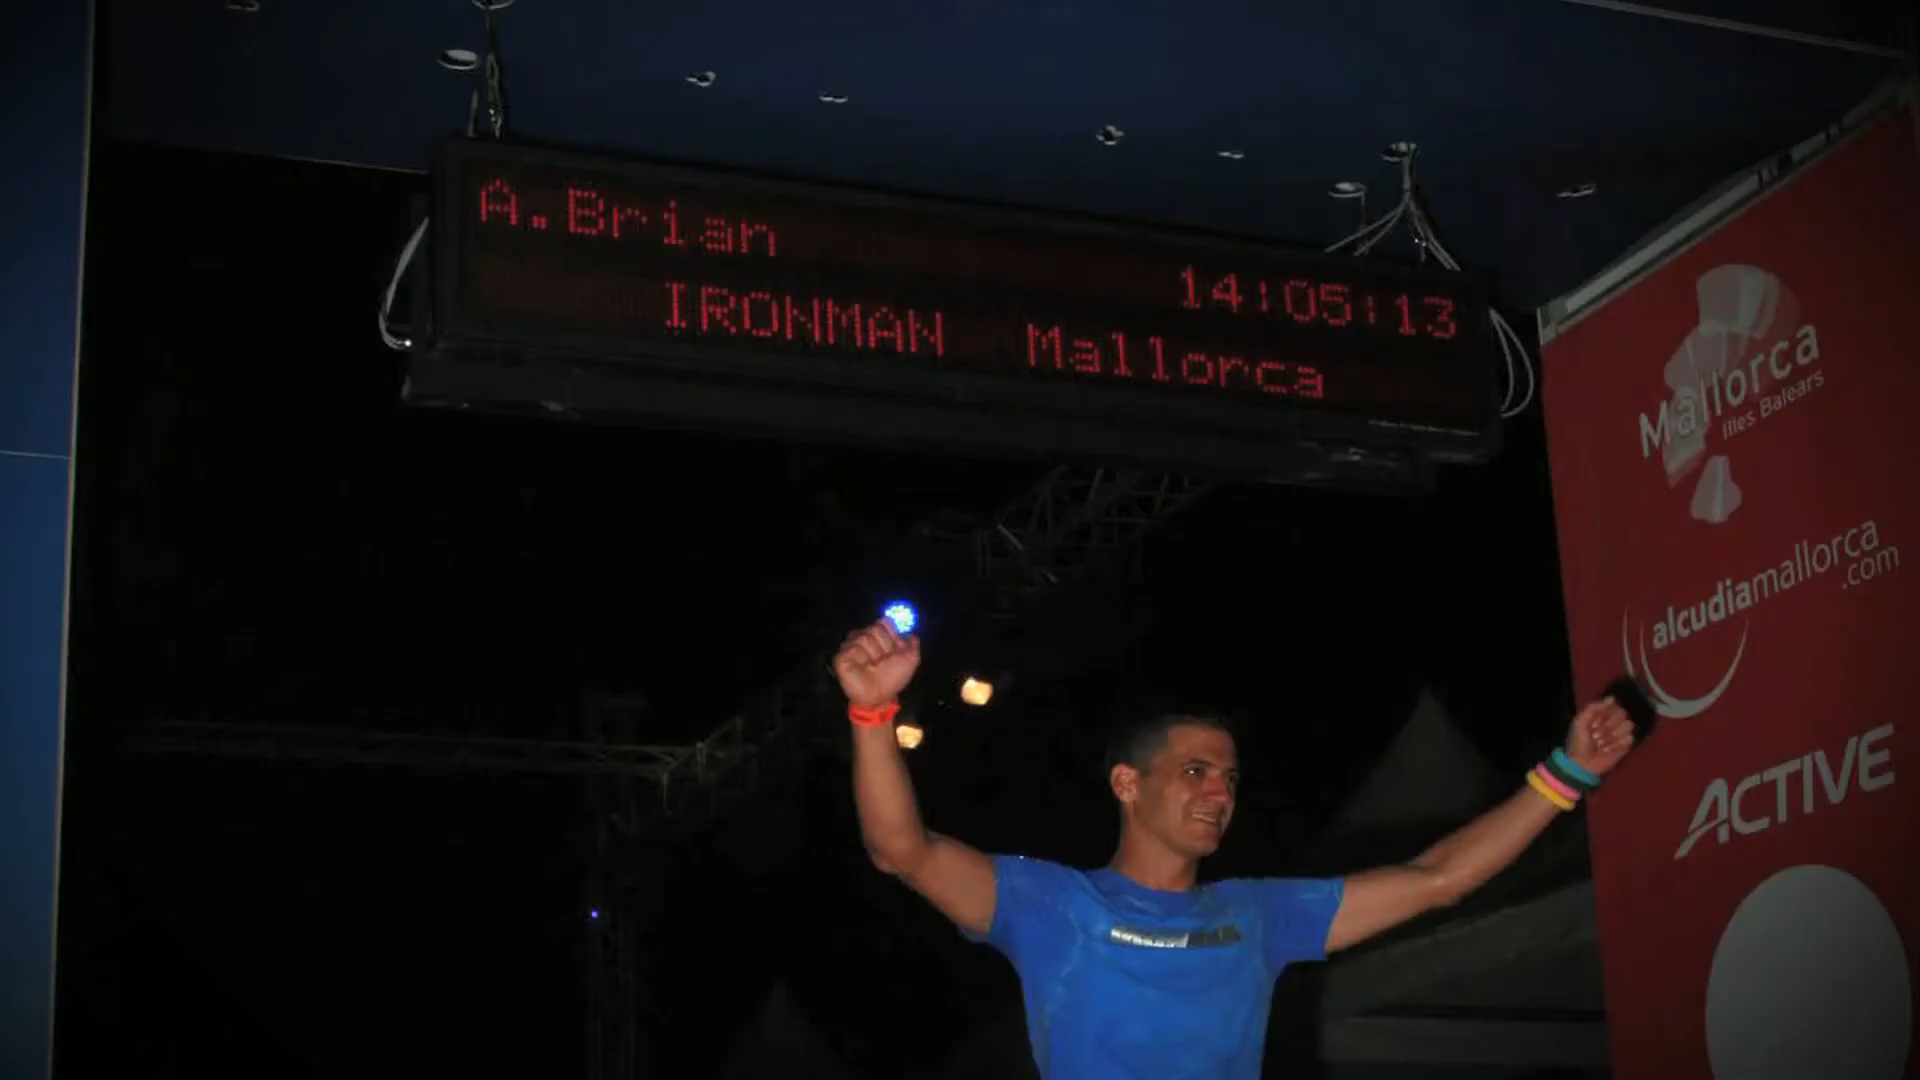 A.Brian
14:05:13
IRONMAN Mallorca
Mallorca
Illes Balears
alcudiamallorca
.com
ACTIVE